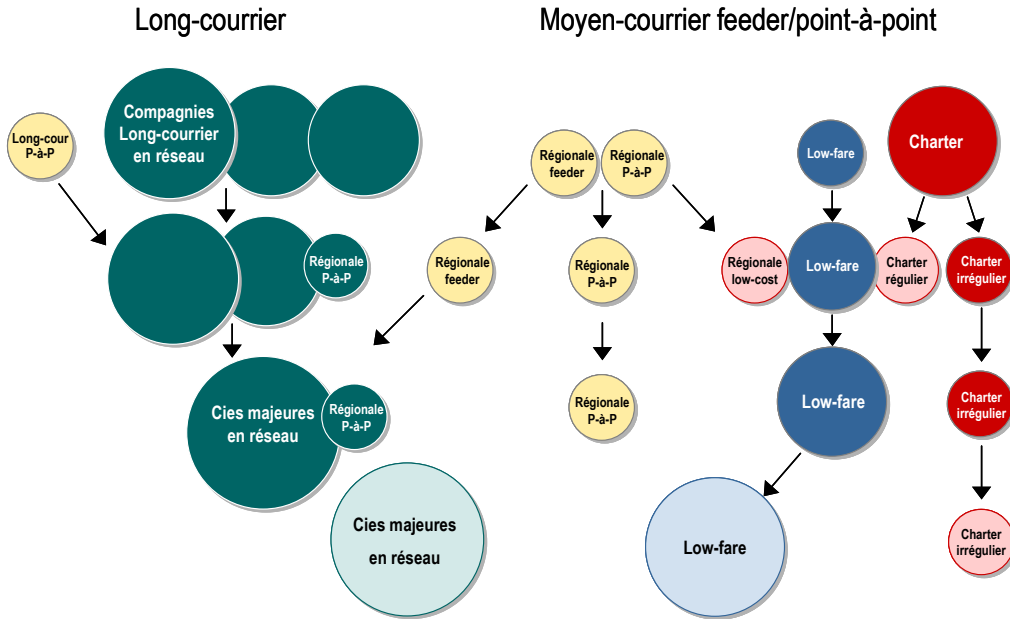 Long-courrier
Moyen-courrier feeder/point-à-point
Compagnies
Long-courrier
en réseau
Long-cour
P-à-P
Régionale
feeder
Régionale
P-à-P
Low-fare
Charter
Régionale
P-à-P
Régionale
feeder
Régionale
P-à-P
Régionale
low-cost
Low-fare
Charter
régulier
Charter
irrégulier
Cies majeures
en réseau
Régionale
P-à-P
Régionale
P-à-P
Low-fare
Charter
irrégulier
Cies majeures
en réseau
Low-fare
Charter
irrégulier